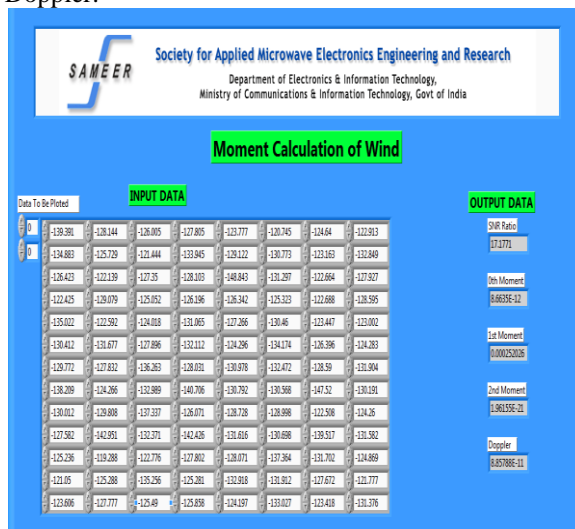 Doppler.
SAMEER
Society for Applied Microwave Electronics Engineering and Research
Department of Electronics & Information Technology,
Ministry of Communications & Information Technology, Govt of India
Moment Calculation of Wind
Data To Be Ploted
INPUT DATA
OUTPUT DATA
0
0
-139.391 -128.144 -126.005 -127.805 -123.777 -120.745 -124.64 -122.913
-134.883 -125.729 -121.444 -133.945 -129.122 -130.773 -123.163 -132.849
-126.423 -122.139 -127.35 -128.103 -148.843 -131.297 -122.664 -127.927
-122.425 -129.079 -125.052 -126.196 -126.342 -125.323 -122.688 -128.595
-135.022 -122.592 -124.018 -131.065 -127.266 -130.46 -123.447 -123.002
-130.412 -131.677 -127.896 -132.112 -124.296 -134.174 -126.396 -124.283
-129.772 -127.832 -136.263 -128.031 -130.978 -132.472 -128.59 -131.904
-138.209 -124.266 -132.989 -140.706 -130.792 -130.568 -147.52 -130.191
-130.012 -129.808 -137.337 -126.071 -128.728 -128.998 -122.508 -124.26
-127.582 -142.951 -132.371 -142.426 -131.616 -130.698 -139.517 -131.582
-125.236 -119.288 -122.776 -127.802 -128.071 -137.364 -131.702 -124.869
-121.05 -125.288 -135.256 -125.281 -132.918 -131.912 -127.672 -121.777
-123.606 -127.777 -125.49 -125.858 -124.197 -133.027 -123.418 -131.376
SNR Ratio
17.1771
0th Moment
8.6635E-12
1st Moment
0.000252026
2nd Moment
1.96155E-21
Doppler
8.85788E-11